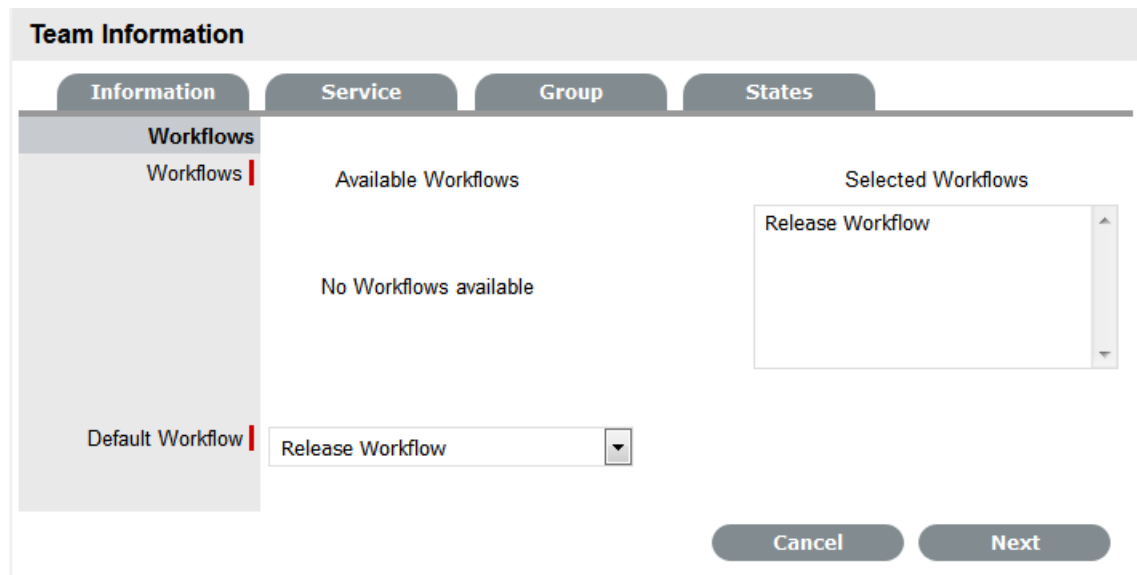 Team Information
Information Service Group States
Workflows
Workflows Available Workflows Selected Workflows
Release Workflow
No Workflows available
Default Workflow Release Workflow
Cancel Next